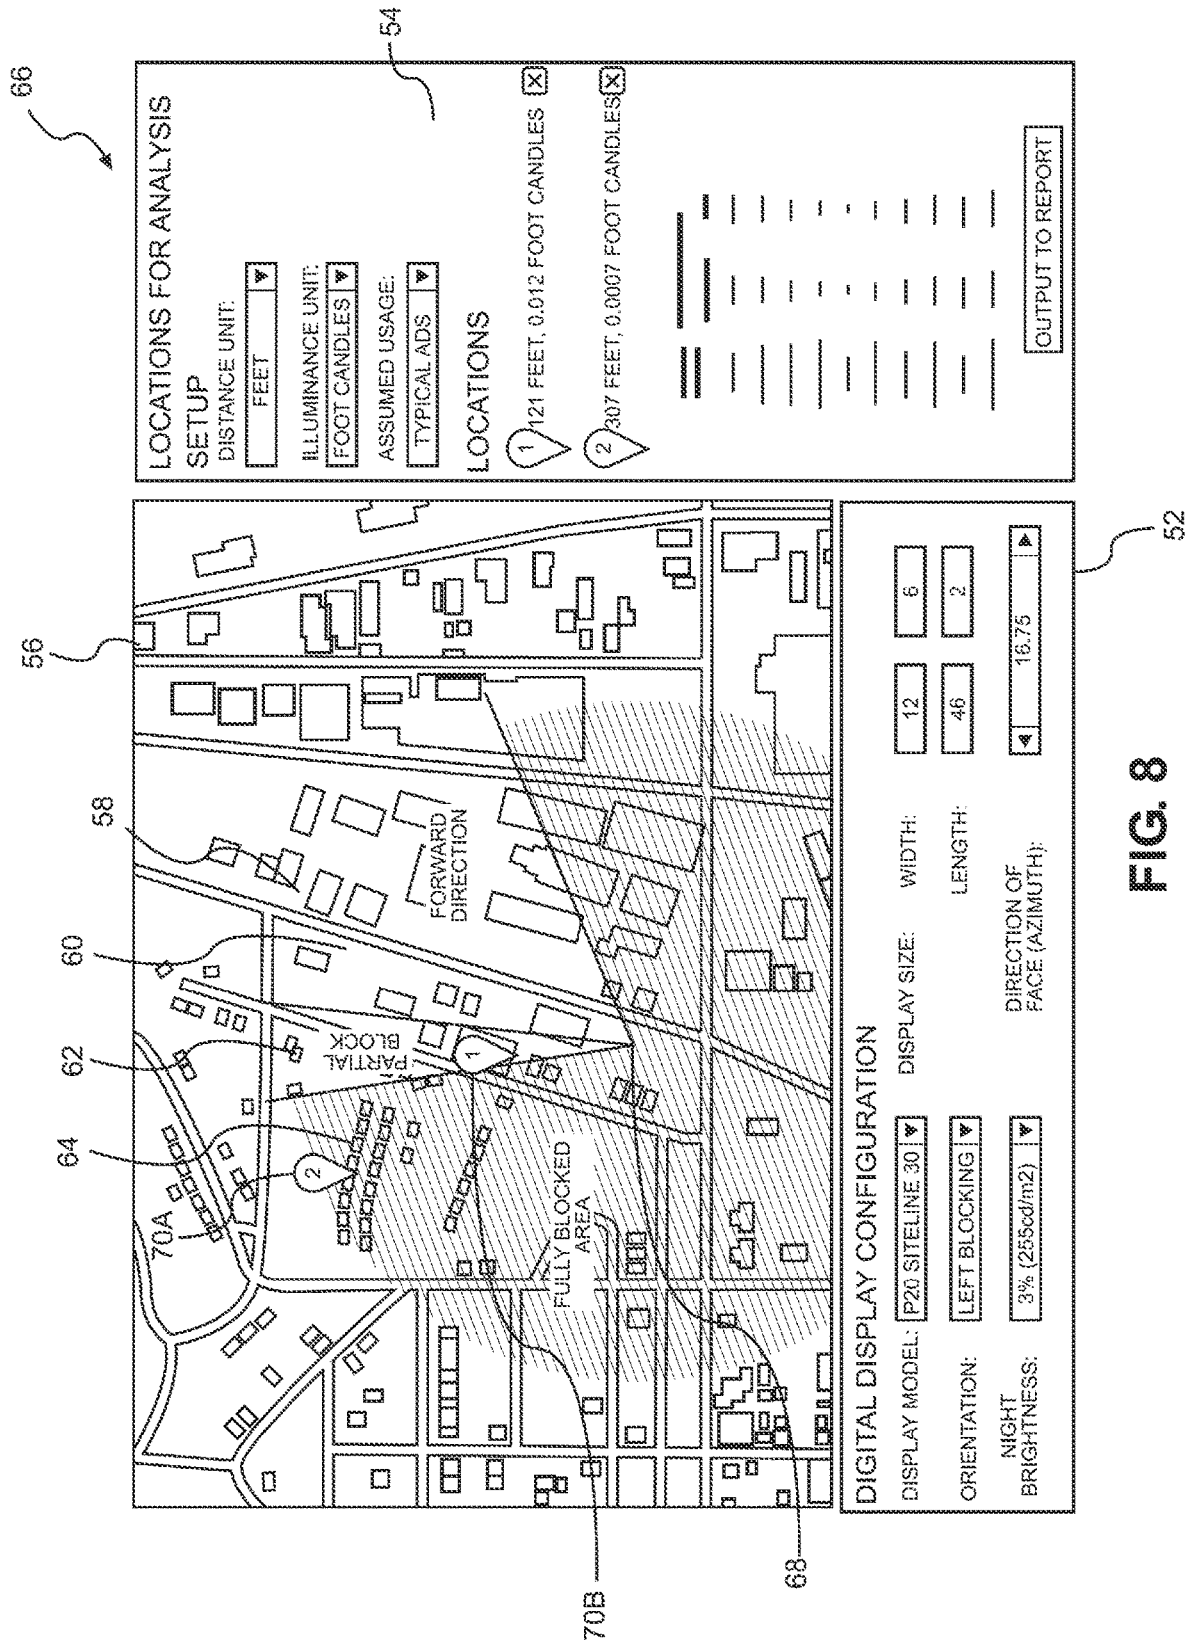 66
54
LOCATIONS FOR ANALYSIS
SETUP
DISTANCE UNIT:
FEET
ILLUMINANCE UNIT:
FOOT CANDLES
ASSUMED USAGE:
TYPICAL ADS
LOCATIONS
1 121 FEET, 0.012 FOOT CANDLES X
2 307 FEET, 0.0007 FOOT CANDLES X
OUTPUT TO REPORT
56
58
60
62
64
70A
70B
68
FORWARD
DIRECTION
PARTIAL
BLOCK
1
2
FULLY BLOCKED
AREA
DIGITAL DISPLAY CONFIGURATION
DISPLAY MODEL: P20 SITELINE 30
DISPLAY SIZE: WIDTH: 12 6
ORIENTATION: LEFT BLOCKING
LENGTH: 46 2
NIGHT
BRIGHTNESS: 3% (255cd/m2)
DIRECTION OF
FACE (AZIMUTH): 16.75
52
FIG. 8